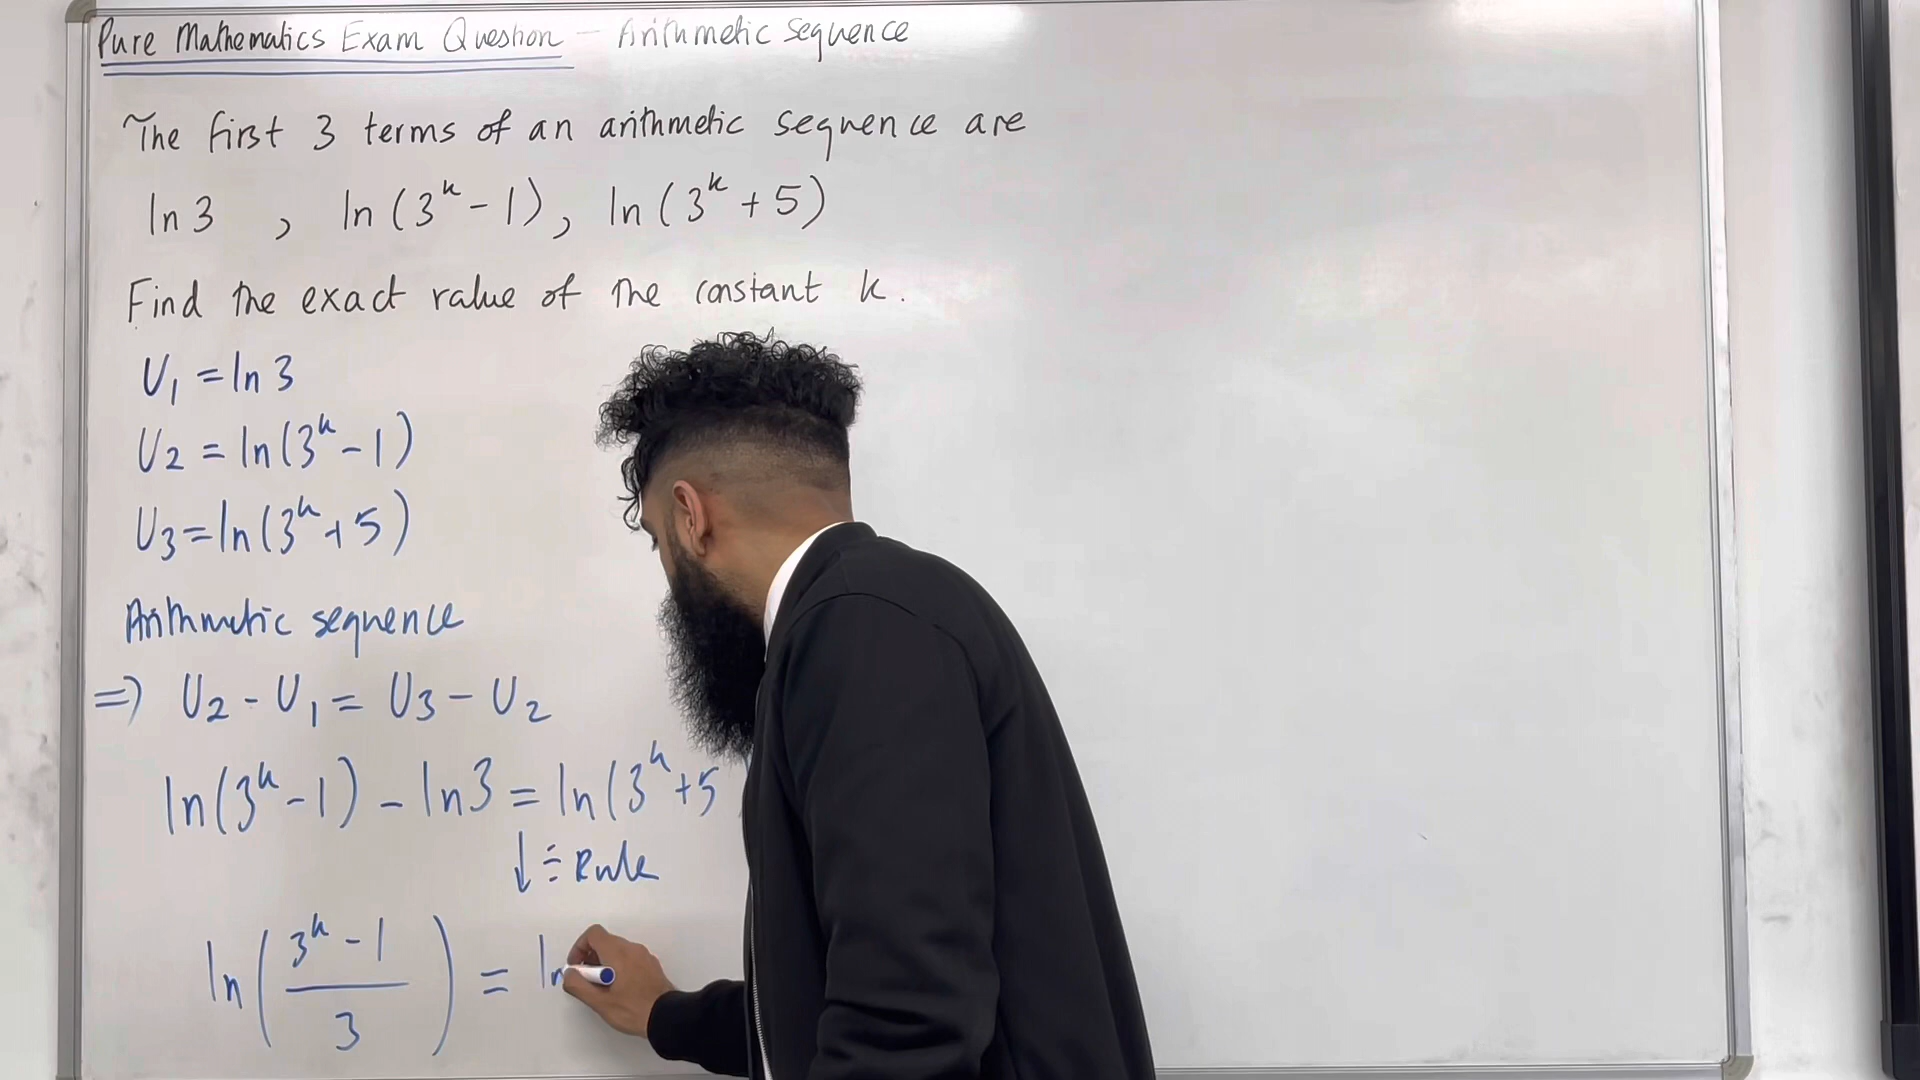 Pure Mathematics Exam Question – Arithmetic Sequence
The first 3 terms of an arithmetic sequence are
ln 3 , ln (3^k - 1), ln (3^k + 5)
Find the exact value of the constant k.
U₁ = ln 3
U₂ = ln(3^k - 1)
U₃ = ln(3^k + 5)
Arithmetic sequence
=> U₂ - U₁ = U₃ - U₂
ln(3^k - 1) - ln 3 = ln(3^k + 5
↓ ÷ Rule
ln((3^k - 1)/3) = ln